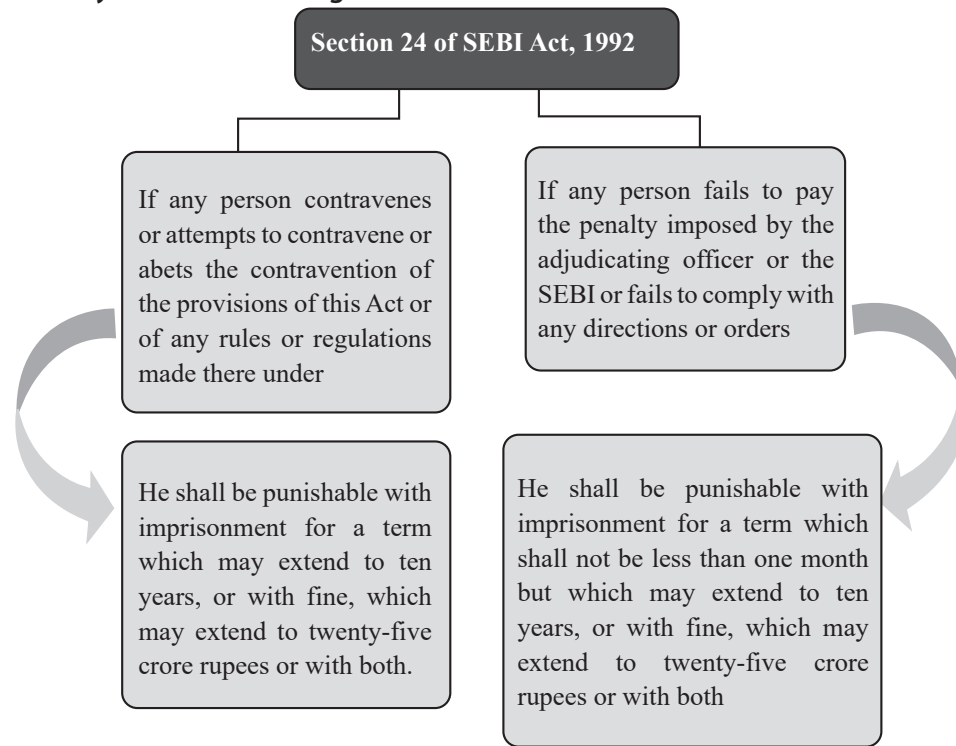 Section 24 of SEBI Act, 1992
If any person contravenes
or attempts to contravene or
abets the contravention of
the provisions of this Act or
of any rules or regulations
made there under
If any person fails to pay
the penalty imposed by the
adjudicating officer or the
SEBI or fails to comply with
any directions or orders
He shall be punishable with
imprisonment for a term
which may extend to ten
years, or with fine, which
may extend to twenty-five
crore rupees or with both.
He shall be punishable with
imprisonment for a term which
shall not be less than one month
but which may extend to ten
years, or with fine, which may
extend to twenty-five crore
rupees or with both